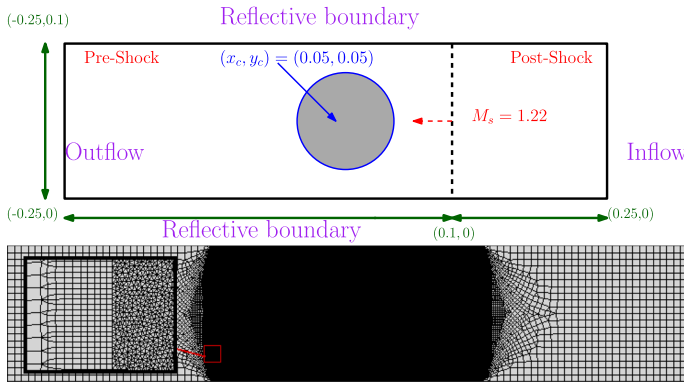 (-0.25,0.1)
Reflective boundary
Pre-Shock
(x_c, y_c) = (0.05, 0.05)
Post-Shock
M_s = 1.22
Outflow
Inflow
(-0.25,0)
(0.25,0)
Reflective boundary
(0.1, 0)